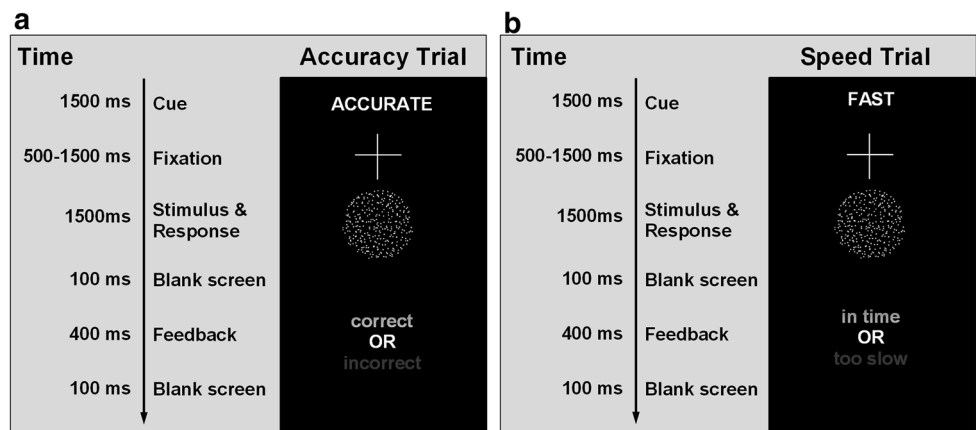 a
Time Accuracy Trial
1500 ms Cue ACCURATE
500-1500 ms Fixation
1500ms Stimulus &
Response
100 ms Blank screen
400 ms Feedback
correct
OR
incorrect
100 ms Blank screen
b
Time Speed Trial
1500 ms Cue FAST
500-1500 ms Fixation
1500ms Stimulus &
Response
100 ms Blank screen
400 ms Feedback
in time
OR
too slow
100 ms Blank screen